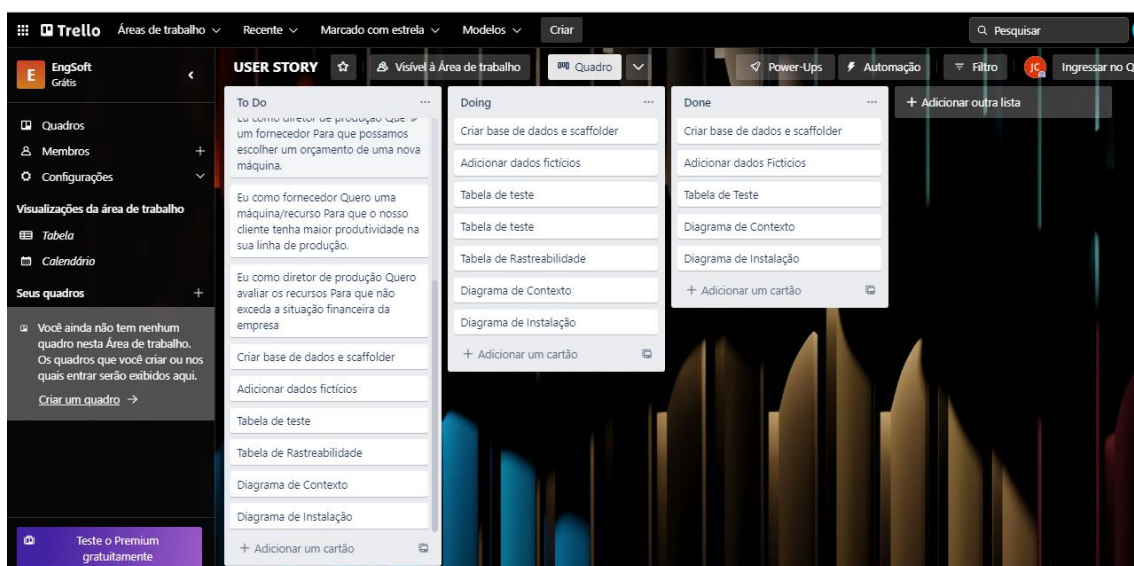 Trello Áreas de trabalho Recente Marcado com estrela Modelos Criar Pesquisar
E EngSoft
Grátis
USER STORY Visível à Área de trabalho Quadro Power-Ups Automação Filtro JC Ingressar no Q
Quadros
Membros
Configurações
Visualizações da área de trabalho
Tabela
Calendário
Seus quadros
Você ainda não tem nenhum
quadro nesta Área de trabalho.
Os quadros que você criar ou nos
quais entrar serão exibidos aqui.
Criar um quadro →
Teste o Premium
gratuitamente
To Do
Eu como diretor de produção Que
um fornecedor Para que possamos
escolher um orçamento de uma nova
máquina.
Eu como fornecedor Quero uma
máquina/recurso Para que o nosso
cliente tenha maior produtividade na
sua linha de produção.
Eu como diretor de produção Quero
avaliar os recursos Para que não
exceda a situação financeira da
empresa
Criar base de dados e scaffolder
Adicionar dados fictícios
Tabela de teste
Tabela de Rastreabilidade
Diagrama de Contexto
Diagrama de Instalação
+ Adicionar um cartão
Doing
Criar base de dados e scaffolder
Adicionar dados fictícios
Tabela de teste
Tabela de teste
Tabela de Rastreabilidade
Diagrama de Contexto
Diagrama de Instalação
+ Adicionar um cartão
Done
Criar base de dados e scaffolder
Adicionar dados Ficticios
Tabela de Teste
Diagrama de Contexto
Diagrama de Instalação
+ Adicionar um cartão
+ Adicionar outra lista